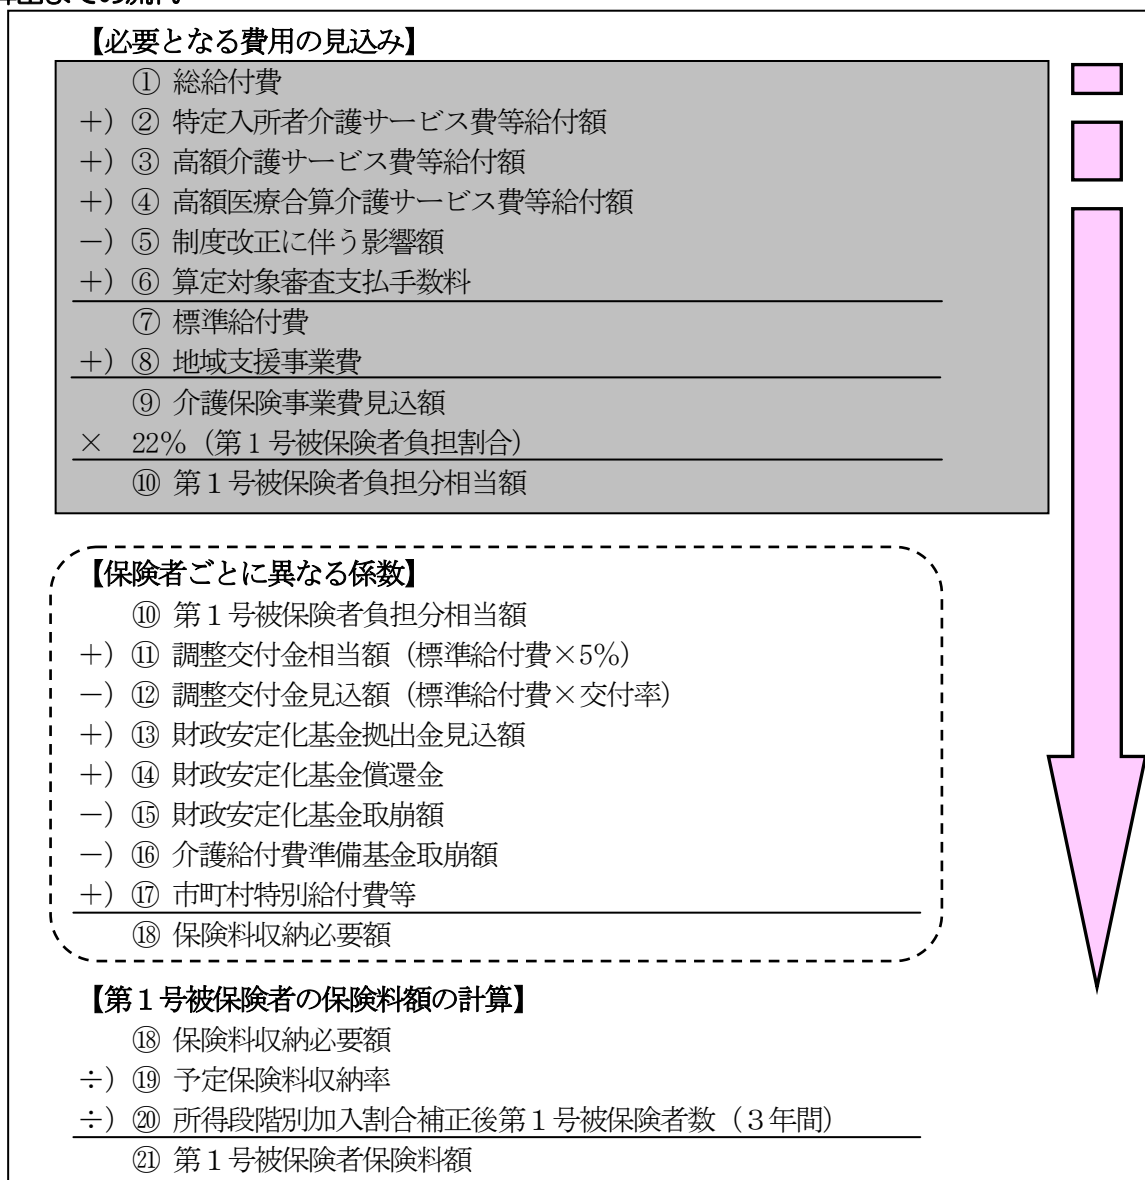 【必要となる費用の見込み】
① 総給付費
+）② 特定入所者介護サービス費等給付額
+）③ 高額介護サービス費等給付額
+）④ 高額医療合算介護サービス費等給付額
－）⑤ 制度改正に伴う影響額
+）⑥ 算定対象審査支払手数料
⑦ 標準給付費
+）⑧ 地域支援事業費
⑨ 介護保険事業費見込額
× 22％（第１号被保険者負担割合）
⑩ 第１号被保険者負担分相当額
【保険者ごとに異なる係数】
⑩ 第１号被保険者負担分相当額
+）⑪ 調整交付金相当額（標準給付費×5％）
－）⑫ 調整交付金見込額（標準給付費×交付率）
+）⑬ 財政安定化基金拠出金見込額
+）⑭ 財政安定化基金償還金
－）⑮ 財政安定化基金取崩額
－）⑯ 介護給付費準備基金取崩額
+）⑰ 市町村特別給付費等
⑱ 保険料収納必要額
【第１号被保険者の保険料額の計算】
⑱ 保険料収納必要額
÷）⑲ 予定保険料収納率
÷）⑳ 所得段階別加入割合補正後第１号被保険者数（３年間）
㉑ 第１号被保険者保険料額